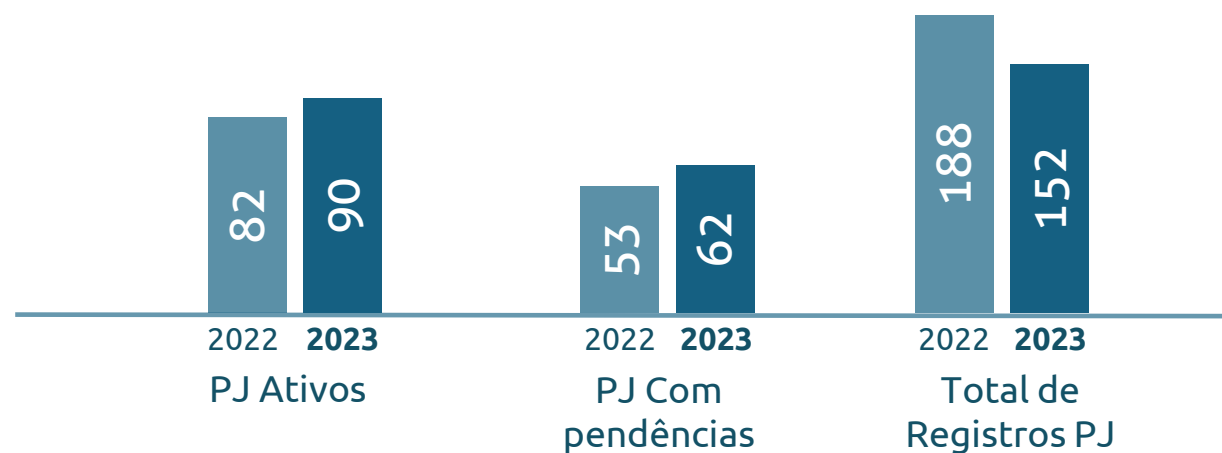 82
90
53
62
188
152
2022 2023
2022 2023
2022 2023
PJ Ativos
PJ Com
pendências
Total de
Registros PJ